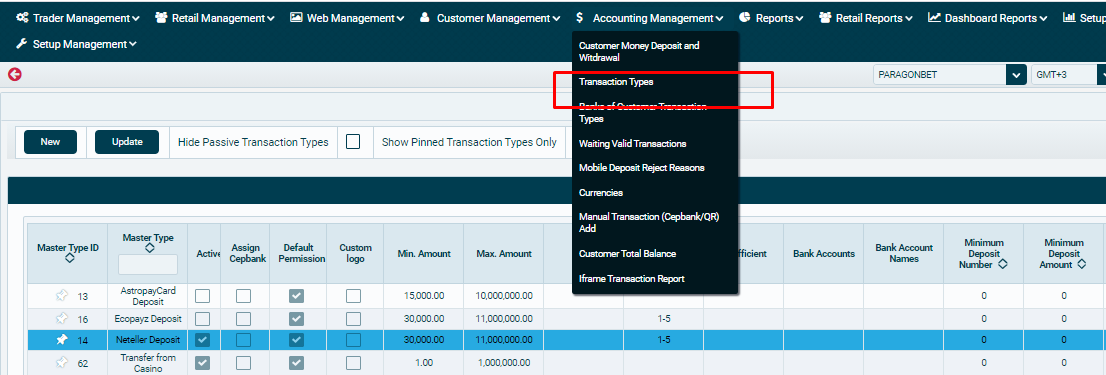 Trader Management Retail Management Web Management Customer Management $ Accounting Management Reports Retail Reports Dashboard Reports Setup
Setup Management
Customer Money Deposit and
Witdrawal
Transaction Types
Banks of Customer Transaction
Types
Waiting Valid Transactions
Mobile Deposit Reject Reasons
Currencies
Manual Transaction (Cepbank/QR)
Add
Customer Total Balance
Iframe Transaction Report
PARAGONBET GMT+3
New Update Hide Passive Transaction Types Show Pinned Transaction Types Only
Master Type ID
Master Type
Active
Assign
Cepbank
Default
Permission
Custom
logo
Min. Amount
Max. Amount
Bank Accounts
Bank Account
Names
Minimum
Deposit
Number
Minimum
Deposit
Amount
13 AstropayCard
Deposit 15,000.00 10,000,000.00 0 0
16 Ecopayz Deposit 30,000.00 11,000,000.00 1-5 0 0
14 Neteller Deposit 30,000.00 11,000,000.00 1-5 0 0
62 Transfer from
Casino 1.00 1,000,000.00 0 0